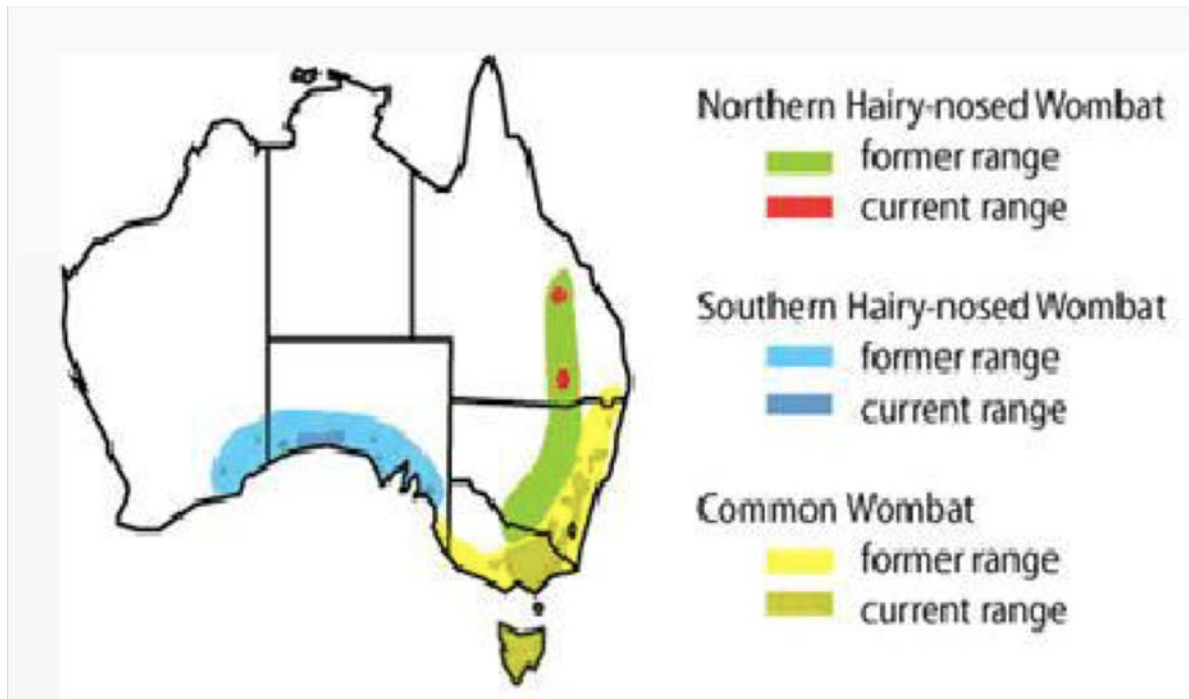 Northern Hairy-nosed Wombat
former range
current range
Southern Hairy-nosed Wombat
former range
current range
Common Wombat
former range
current range